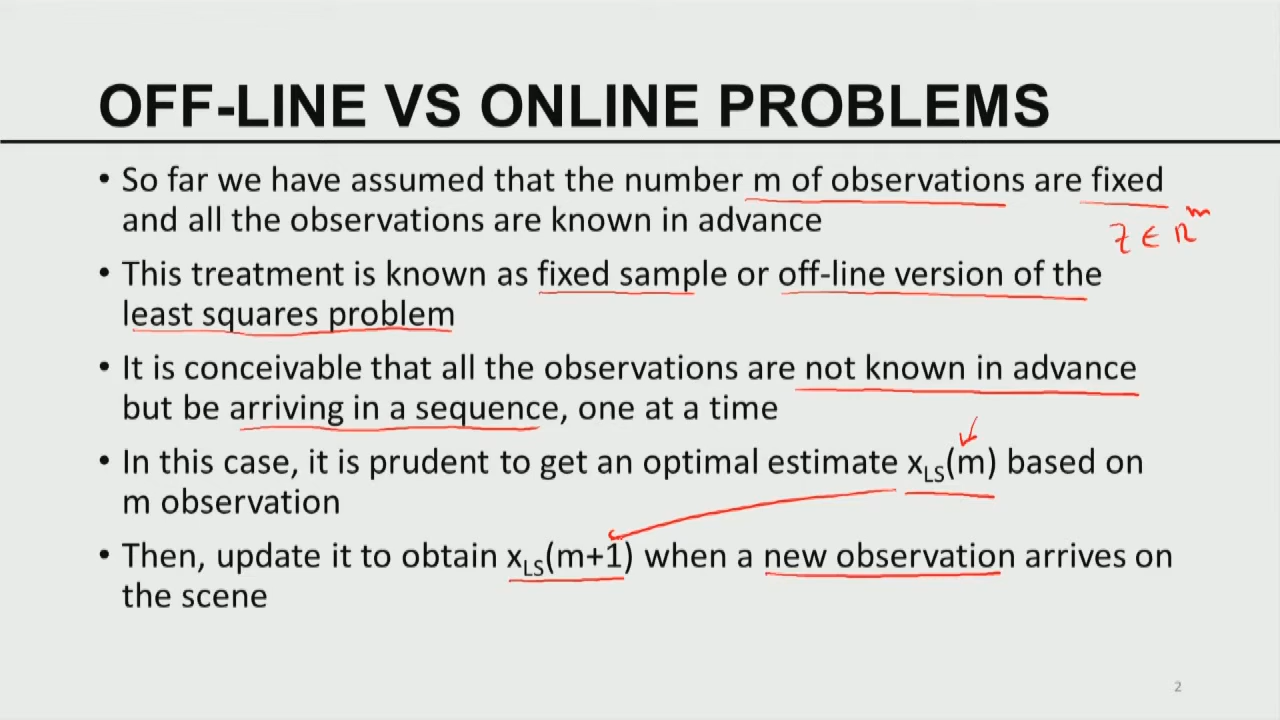 OFF-LINE VS ONLINE PROBLEMS
• So far we have assumed that the number m of observations are fixed
and all the observations are known in advance
z ∈ R^m
• This treatment is known as fixed sample or off-line version of the
least squares problem
• It is conceivable that all the observations are not known in advance
but be arriving in a sequence, one at a time
• In this case, it is prudent to get an optimal estimate x_LS(m) based on
m observation
• Then, update it to obtain x_LS(m+1) when a new observation arrives on
the scene
2